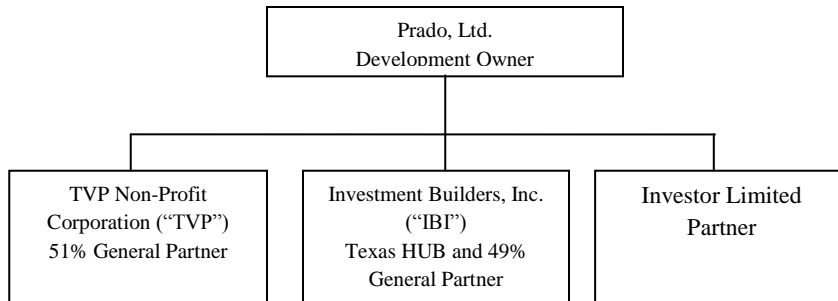 Prado, Ltd.
Development Owner
TVP Non-Profit
Corporation (“TVP”)
51% General Partner
Investment Builders, Inc.
(“IBI”)
Texas HUB and 49%
General Partner
Investor Limited
Partner